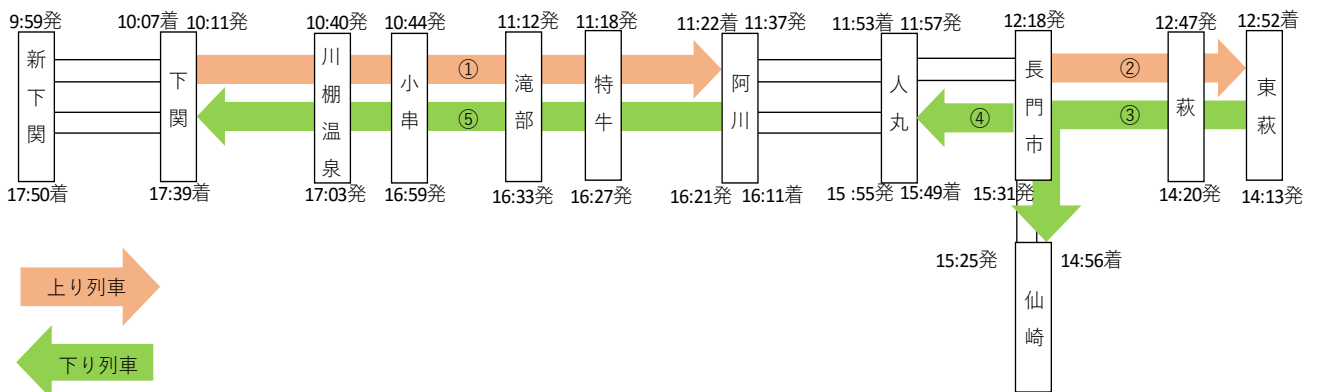 9:59発 10:07着 10:11発 10:40発 10:44発 11:12発 11:18発 11:22着 11:37発 11:53着 11:57発 12:18発 12:47発 12:52着
新下関
下関
川棚温泉
小串
滝部
特牛
阿川
人丸
長門市
萩
東萩
①
②
⑤
④
③
17:50着 17:39着 17:03発 16:59発 16:33発 16:27発 16:21発 16:11着 15 :55発 15:49着 15:31発 14:20発 14:13発
15:25発 14:56着
仙崎
上り列車
下り列車